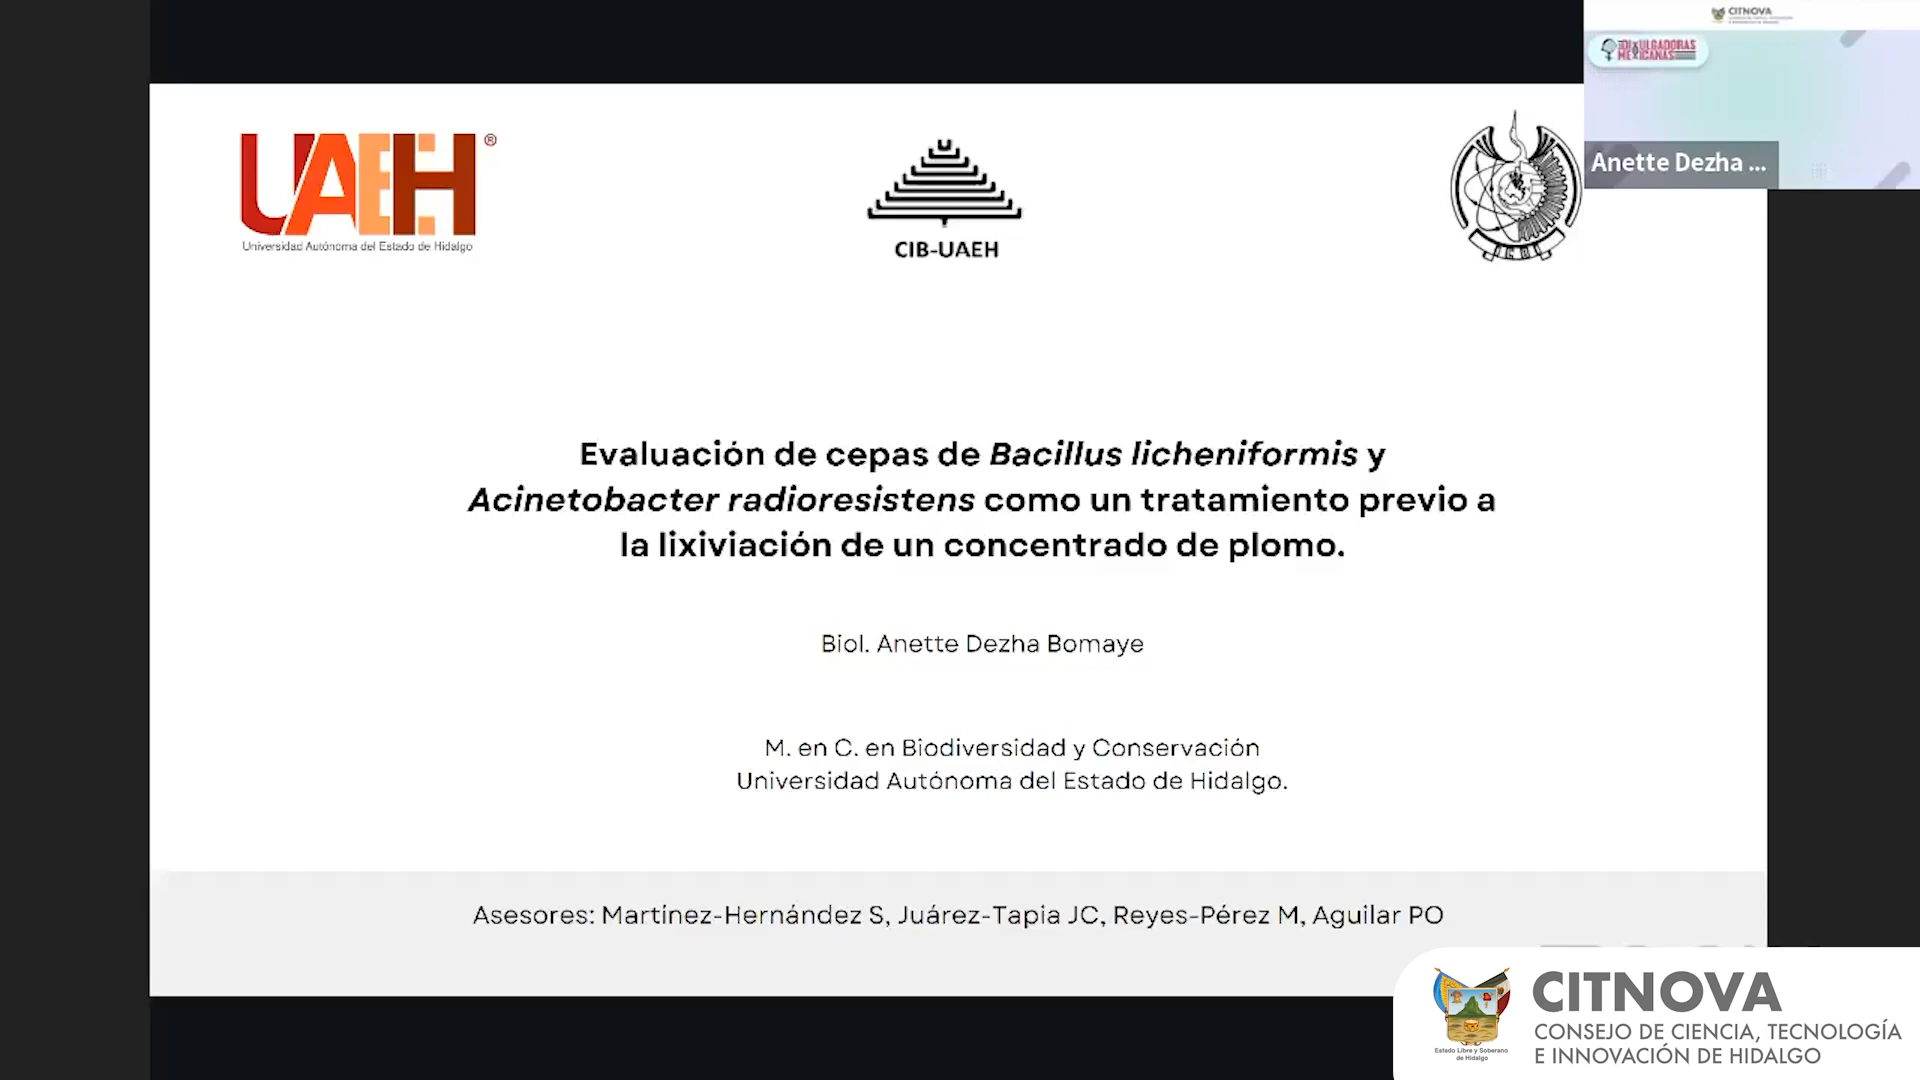 CITNOVA
DIVULGADORAS
MEXICANAS
Anette Dezha ...
UAEH®
Universidad Autónoma del Estado de Hidalgo
CIB-UAEH
ICBI
Evaluación de cepas de Bacillus licheniformis y
Acinetobacter radioresistens como un tratamiento previo a
la lixiviación de un concentrado de plomo.
Biol. Anette Dezha Bomaye
M. en C. en Biodiversidad y Conservación
Universidad Autónoma del Estado de Hidalgo.
Asesores: Martínez-Hernández S, Juárez-Tapia JC, Reyes-Pérez M, Aguilar PO
Estado Libre y Soberano
de Hidalgo
CITNOVA
CONSEJO DE CIENCIA, TECNOLOGÍA
E INNOVACIÓN DE HIDALGO